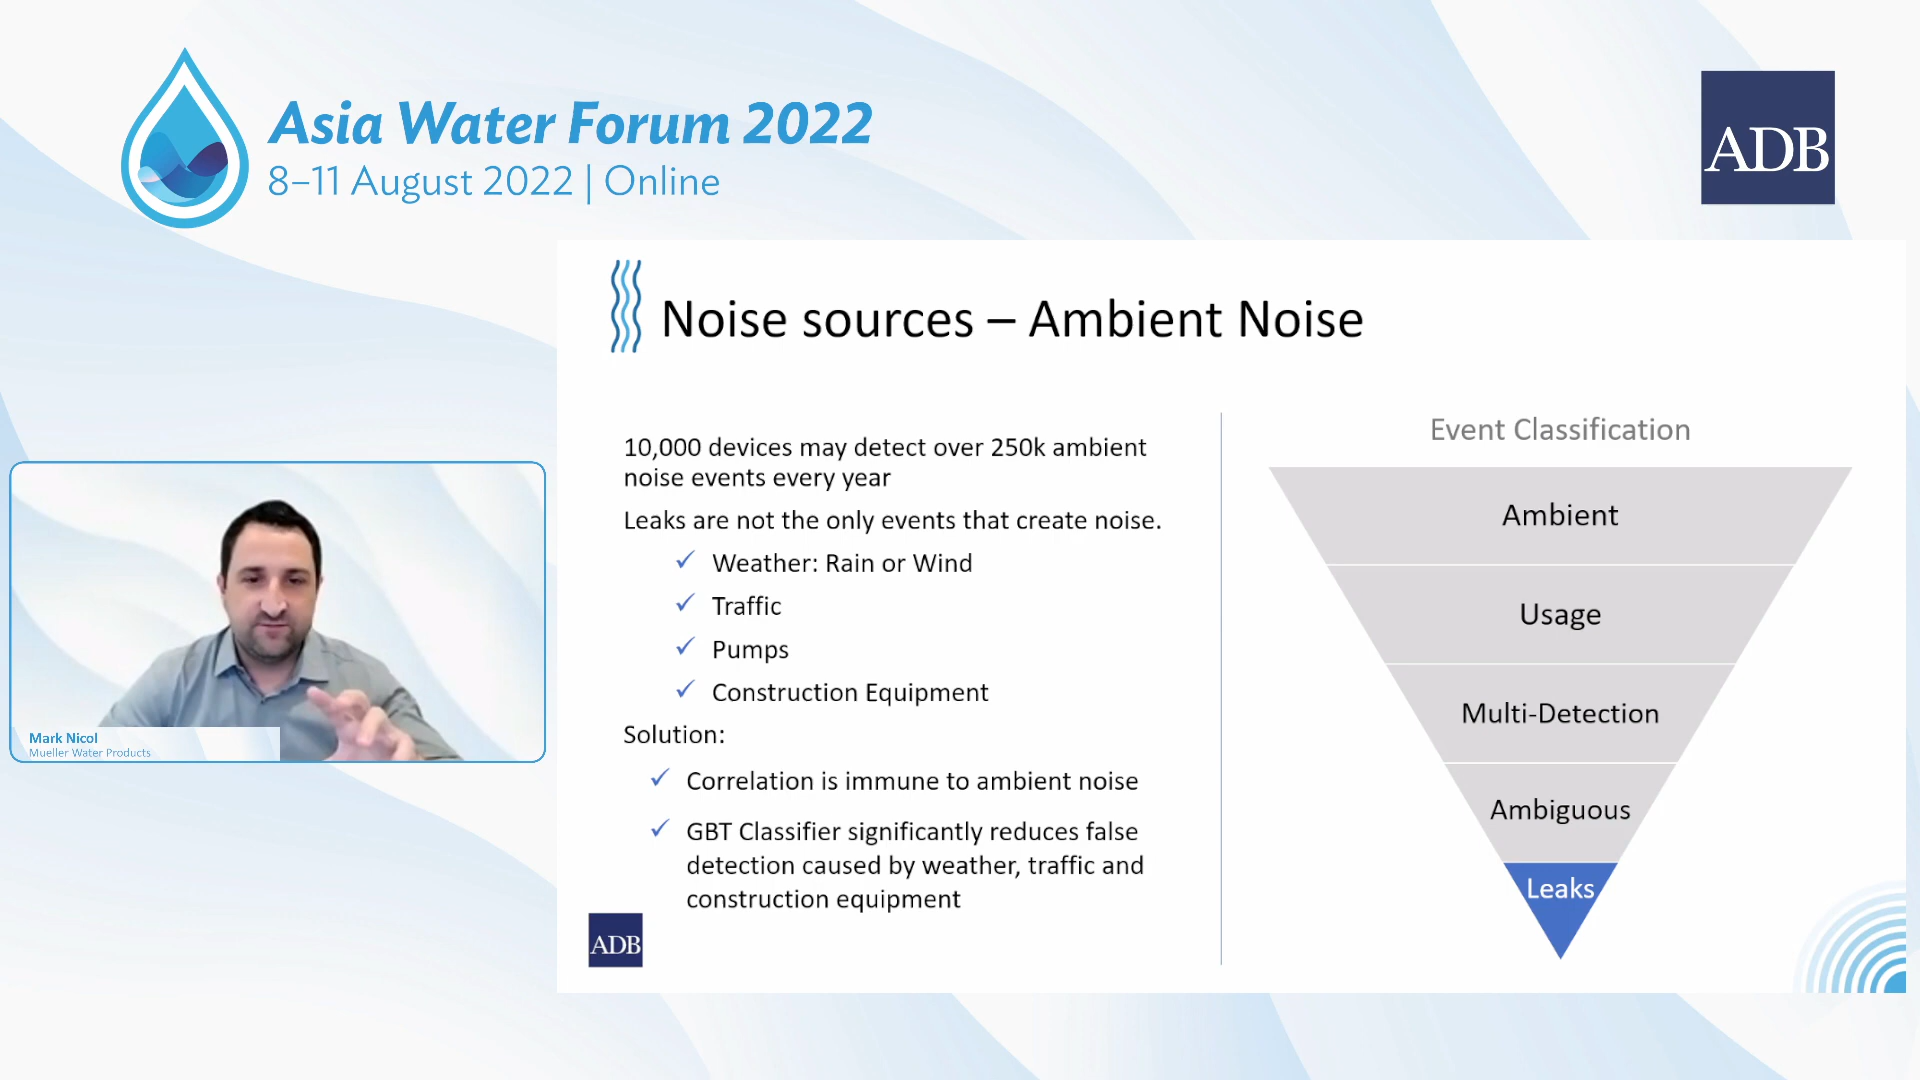 Asia Water Forum 2022
8–11 August 2022 | Online
ADB
Noise sources – Ambient Noise
10,000 devices may detect over 250k ambient
noise events every year
Leaks are not the only events that create noise.
✓ Weather: Rain or Wind
✓ Traffic
✓ Pumps
✓ Construction Equipment
Solution:
✓ Correlation is immune to ambient noise
✓ GBT Classifier significantly reduces false
detection caused by weather, traffic and
construction equipment
ADB
Event Classification
Ambient
Usage
Multi-Detection
Ambiguous
Leaks
Mark Nicol
Mueller Water Products